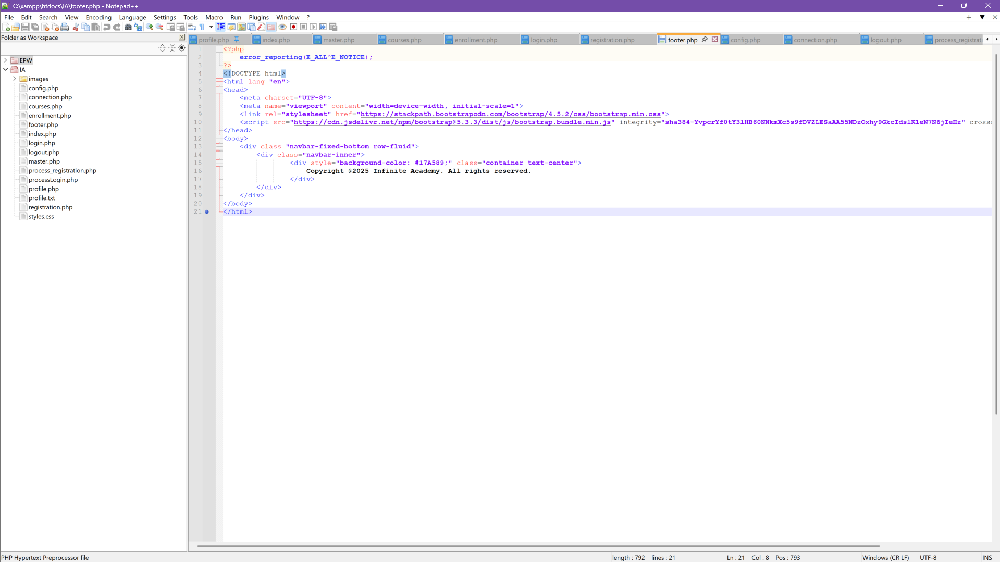 C:\xampp\htdocs\IA\footer.php - Notepad++
File Edit Search View Encoding Language Settings Tools Macro Run Plugins Window ?
Folder as Workspace
EPW
IA
images
config.php
connection.php
courses.php
enrollment.php
footer.php
index.php
login.php
logout.php
master.php
process_registration.php
processLogin.php
profile.php
profile.txt
registration.php
styles.css
profile.php index.php master.php courses.php enrollment.php login.php registration.php footer.php config.php connection.php logout.php process_registrati
1 <?php
2 error_reporting(E_ALL^E_NOTICE);
3 ?>
4 <!DOCTYPE html>
5 <html lang="en">
6 <head>
7 <meta charset="UTF-8">
8 <meta name="viewport" content="width=device-width, initial-scale=1">
9 <link rel="stylesheet" href="https://stackpath.bootstrapcdn.com/bootstrap/4.5.2/css/bootstrap.min.css">
10 <script src="https://cdn.jsdelivr.net/npm/bootstrap@5.3.3/dist/js/bootstrap.bundle.min.js" integrity="sha384-YvpcrYf0tY3lHB60NNkmXc5s9fDVZLESaAA55NDzOxhy9GkcIdslK1eN7N6jIeHz" cross
11 </head>
12 <body>
13 <div class="navbar-fixed-bottom row-fluid">
14 <div class="navbar-inner">
15 <div style="background-color: #17A589;" class="container text-center">
16 Copyright @2025 Infinite Academy. All rights reserved.
17 </div>
18 </div>
19 </div>
20 </body>
21 </html>
PHP Hypertext Preprocessor file length : 792 lines : 21 Ln : 21 Col : 8 Pos : 793 Windows (CR LF) UTF-8 INS